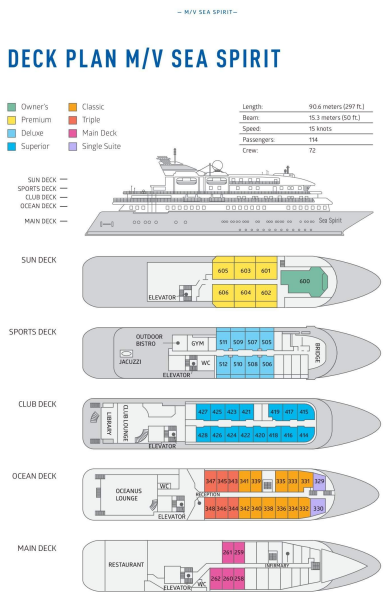 — M/V SEA SPIRIT—
DECK PLAN M/V SEA SPIRIT
Owner's
Premium
Deluxe
Superior
Classic
Triple
Main Deck
Single Suite
Length: 90.6 meters (297 ft.)
Beam: 15.3 meters (50 ft.)
Speed: 15 knots
Passengers: 114
Crew: 72
SUN DECK
SPORTS DECK
CLUB DECK
OCEAN DECK
MAIN DECK
Sea Spirit
SUN DECK
605 603 601
600
606 604 602
ELEVATOR
SPORTS DECK
OUTDOOR BISTRO
GYM
511 509 507 505
BRIDGE
JACUZZI
WC
512 510 508 506
ELEVATOR
CLUB DECK
LIBRARY
CLUB LOUNGE
427 425 423 421 419 417 415
428 426 424 422 420 418 416 414
ELEVATOR
OCEAN DECK
OCEANUS LOUNGE
WC
347 345 343 341 339 335 333 331 329
RECEPTION
348 346 344 342 340 338 336 334 332 330
ELEVATOR
MAIN DECK
RESTAURANT
261 259
INFIRMARY
262 260 258
WC
ELEVATOR